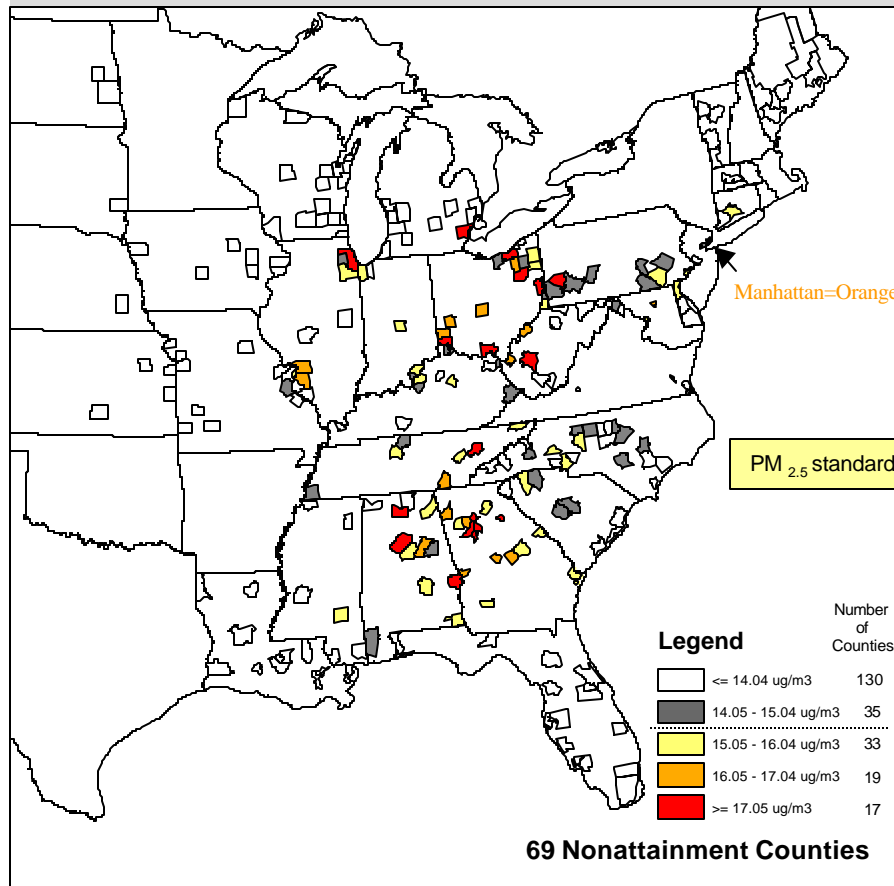 Manhattan=Orange
PM 2.5 standard
Number
of
Counties
Legend
<= 14.04 ug/m3 130
14.05 - 15.04 ug/m3 35
15.05 - 16.04 ug/m3 33
16.05 - 17.04 ug/m3 19
>= 17.05 ug/m3 17
69 Nonattainment Counties